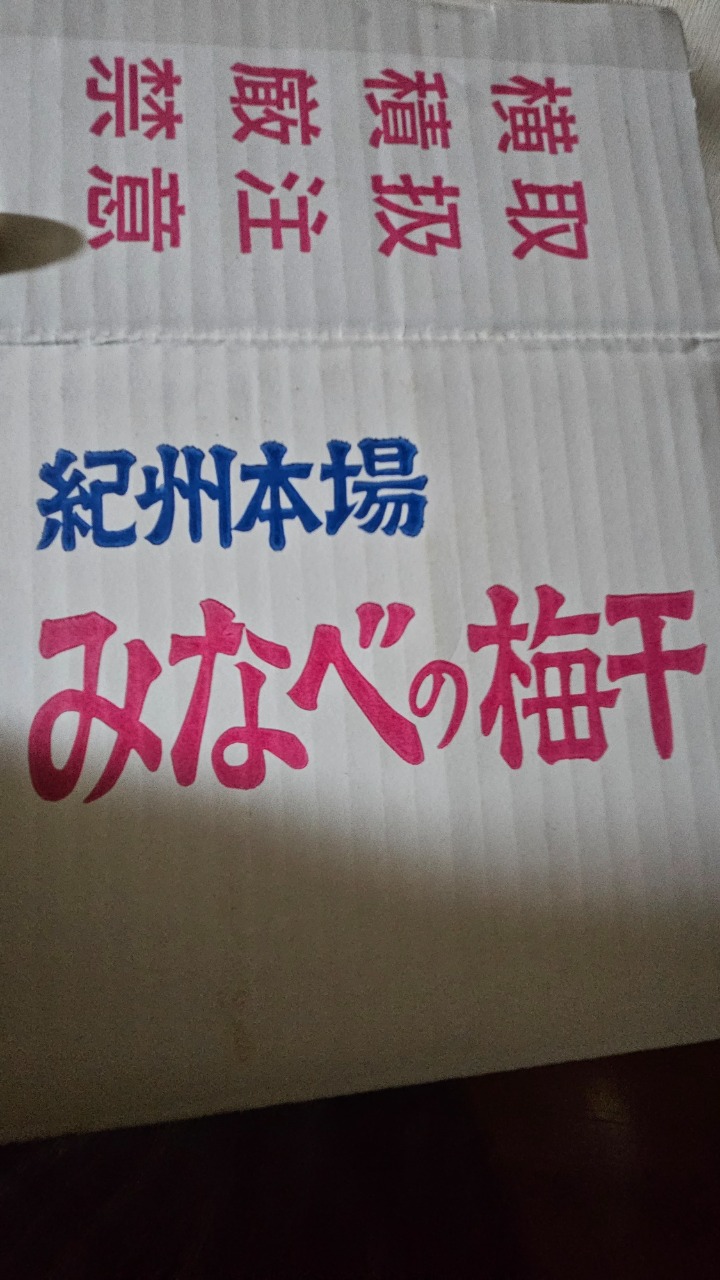 取扱注意
横積厳禁
紀州本場
みなべの梅干